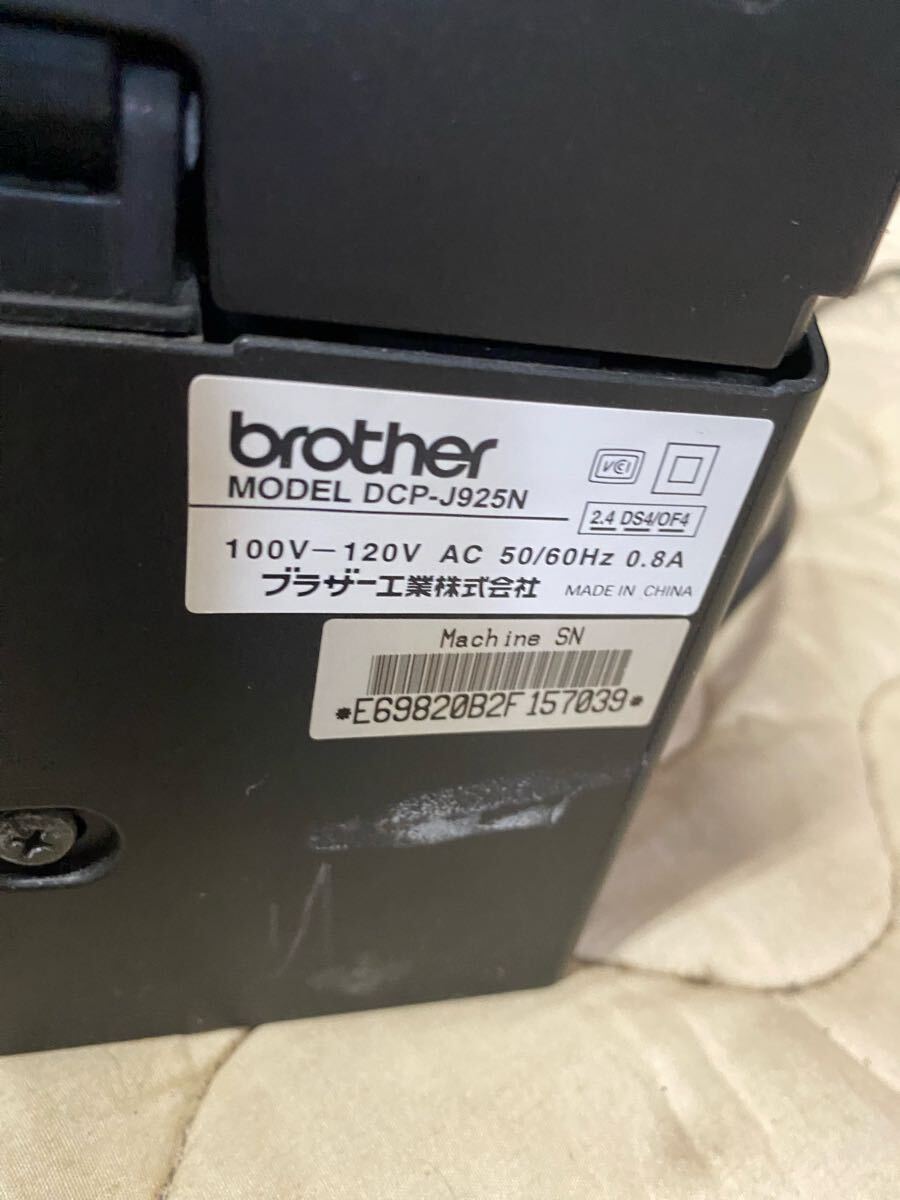 brother
MODEL DCP-J925N
VCI
2.4 DS4/OF4
100V-120V AC 50/60Hz 0.8A
ブラザー工業株式会社 MADE IN CHINA
Machine SN
*E69820B2F157039*